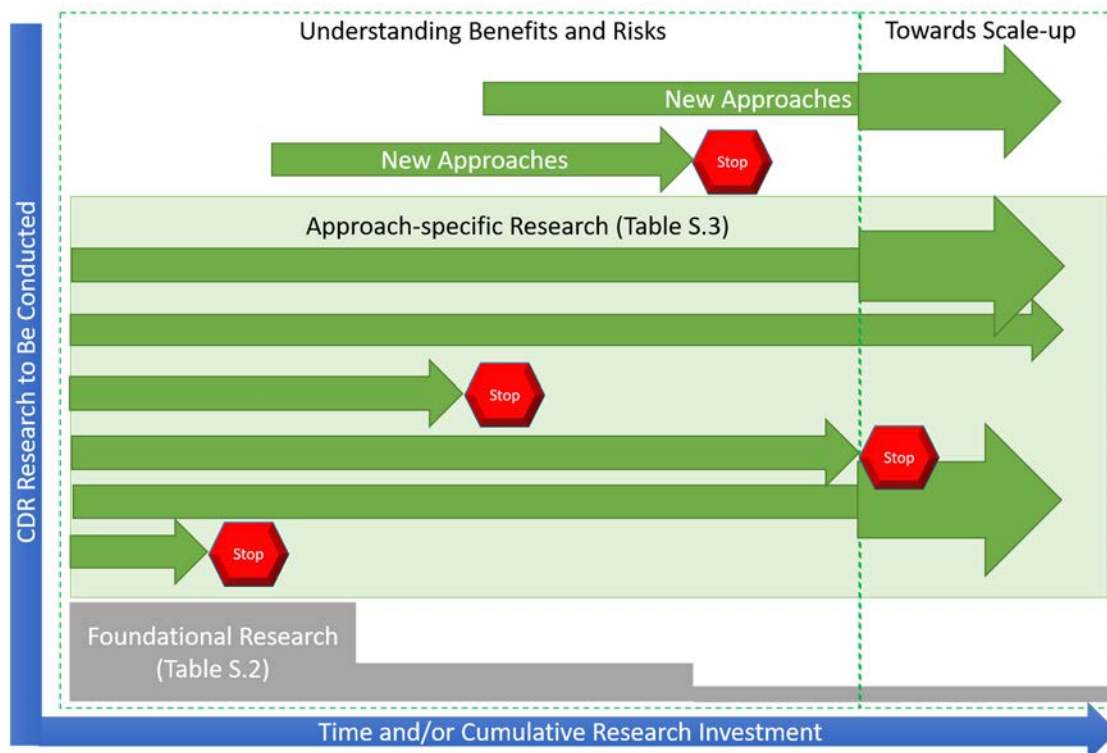 Understanding Benefits and Risks
Towards Scale-up
New Approaches
New Approaches
Stop
Approach-specific Research (Table S.3)
Stop
Stop
Stop
Foundational Research
(Table S.2)
CDR Research to Be Conducted
Time and/or Cumulative Research Investment